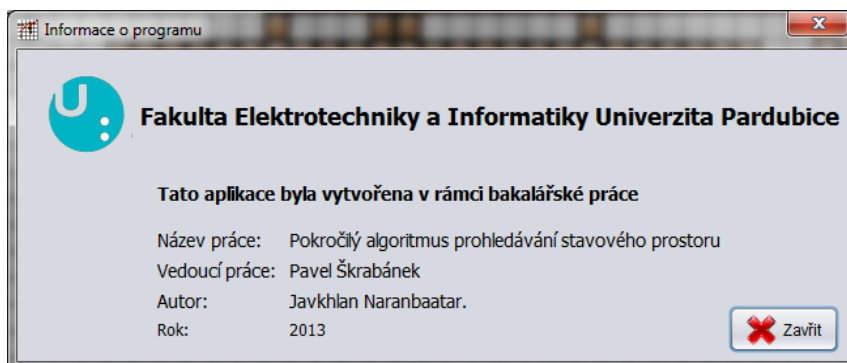 Informace o programu
U:
Fakulta Elektrotechniky a Informatiky Univerzita Pardubice
Tato aplikace byla vytvořena v rámci bakalářské práce
Název práce: Pokročilý algoritmus prohledávání stavového prostoru
Vedoucí práce: Pavel Škrabánek
Autor: Javkhlan Naranbaatar.
Rok: 2013
Zavřit